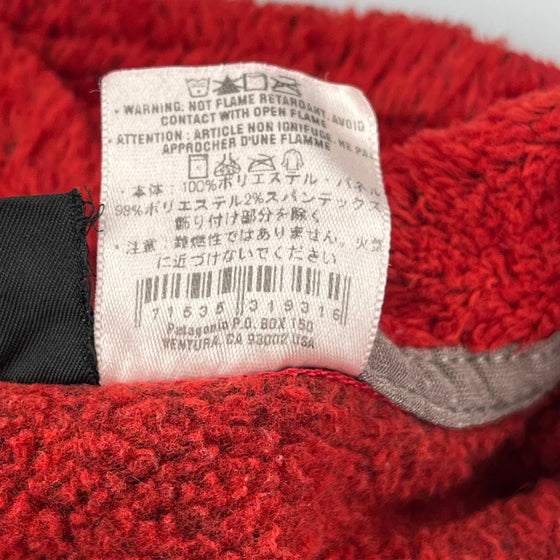 • WARNING: NOT FLAME RETARDANT. AVOID
CONTACT WITH OPEN FLAME
• ATTENTION : ARTICLE NON IGNIFUGE. NE PAS
APPROCHER D'UNE FLAMME
・本体：100%ポリエステル・パネル
98%ポリエステル2%スパンデックス
飾り付け部分を除く
・注意：難燃性ではありません。火気
に近づけないでください
71535 319316
Patagonia P.O. BOX 150
VENTURA, CA 93002 USA